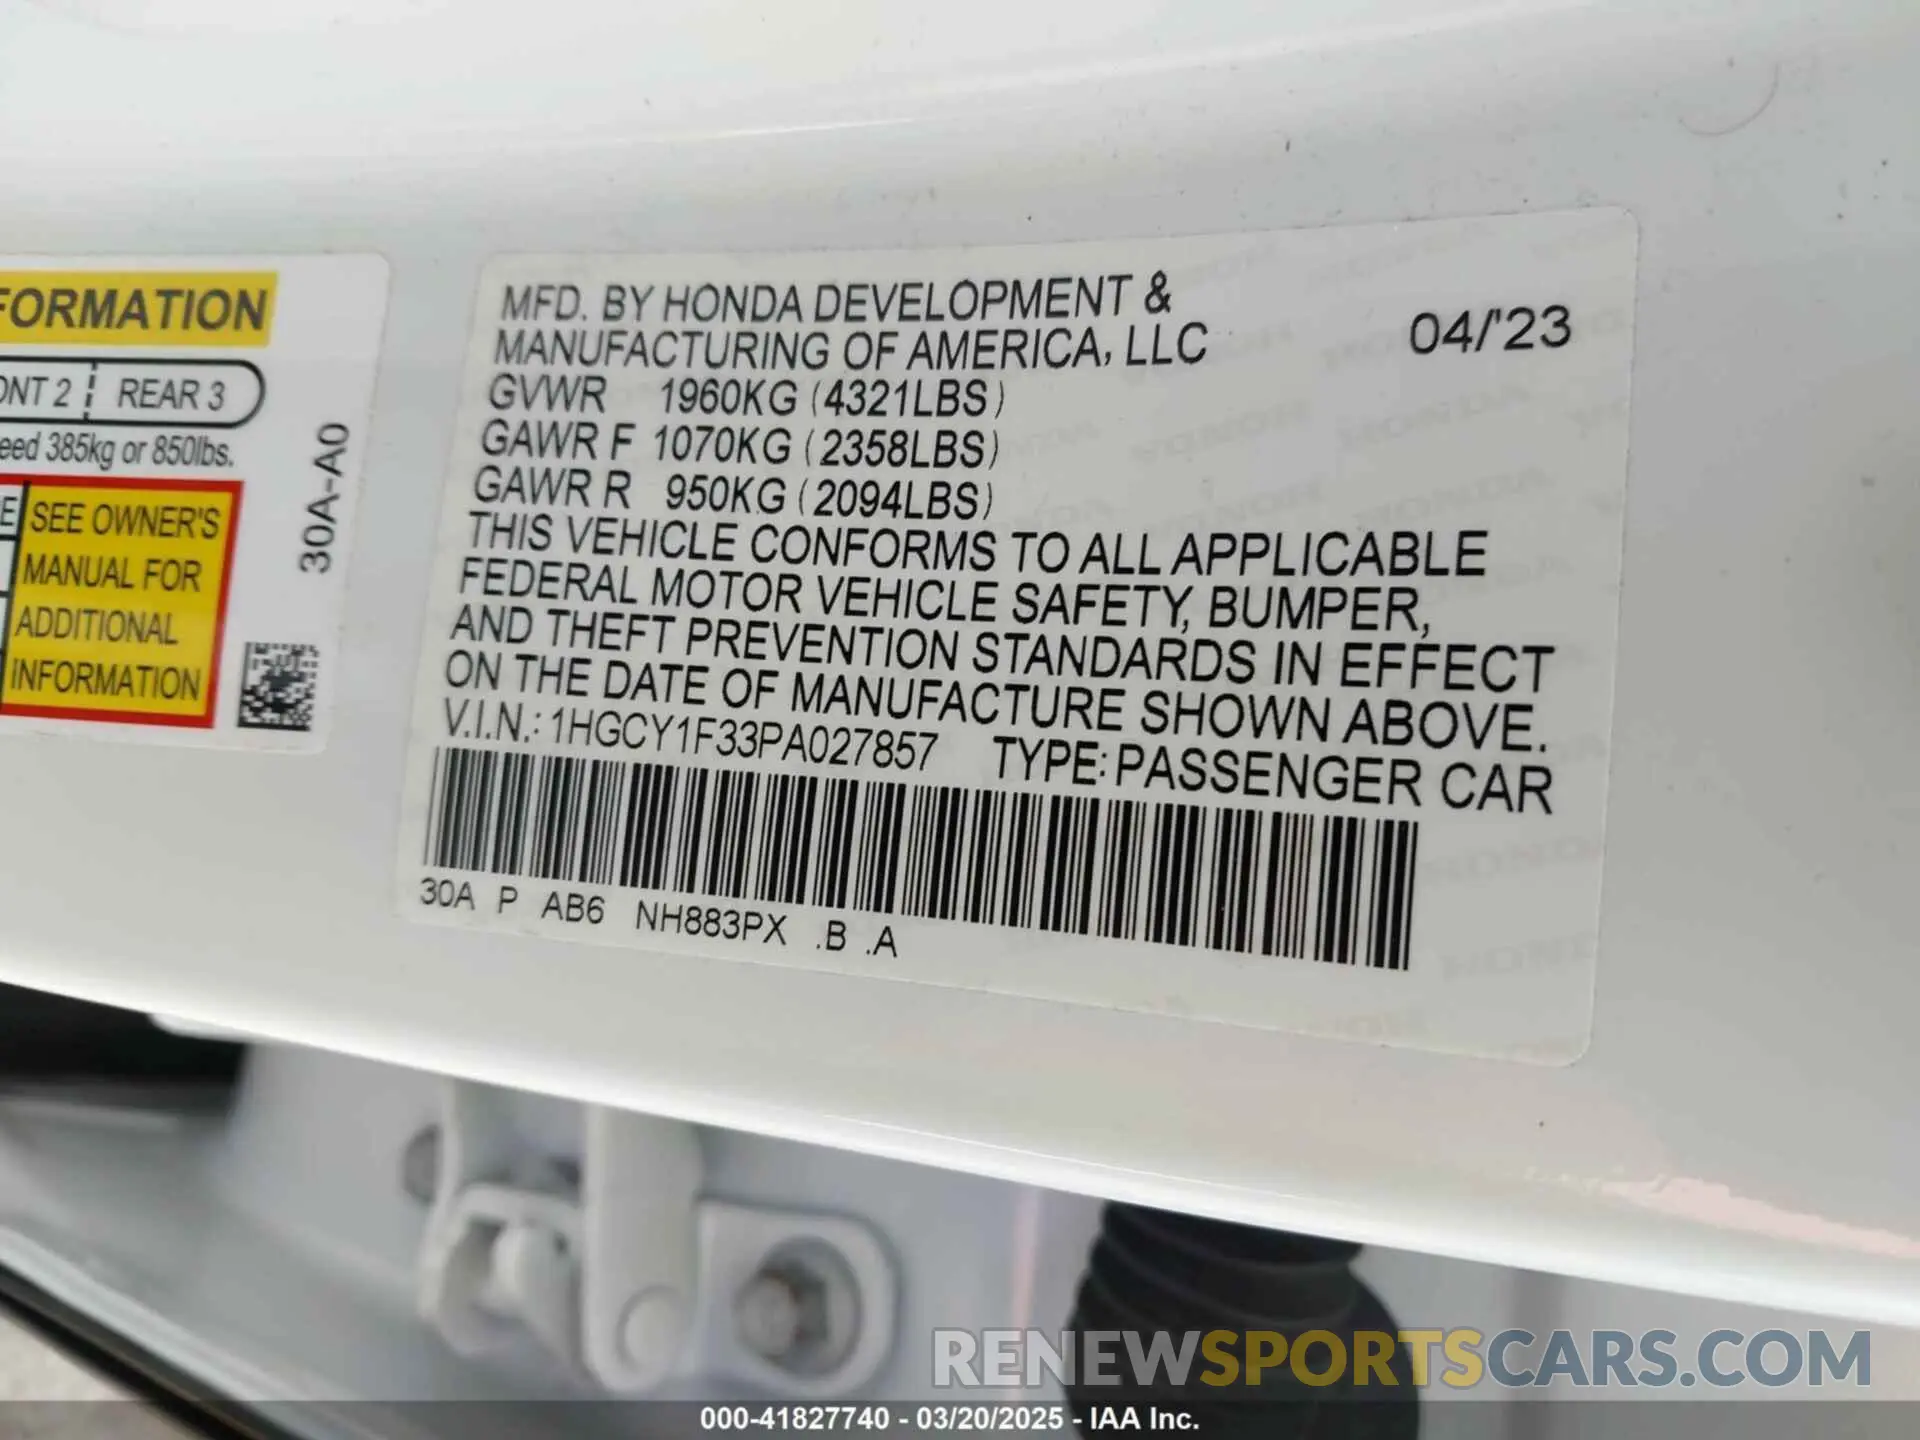 FORMATION
ONT 2 | REAR 3
eed 385kg or 850lbs.
E
SEE OWNER'S
MANUAL FOR
ADDITIONAL
INFORMATION
30A-A0
MFD. BY HONDA DEVELOPMENT &
MANUFACTURING OF AMERICA, LLC 04/'23
GVWR 1960KG (4321LBS)
GAWR F 1070KG (2358LBS)
GAWR R 950KG (2094LBS)
THIS VEHICLE CONFORMS TO ALL APPLICABLE
FEDERAL MOTOR VEHICLE SAFETY, BUMPER,
AND THEFT PREVENTION STANDARDS IN EFFECT
ON THE DATE OF MANUFACTURE SHOWN ABOVE.
V.I.N.: 1HGCY1F33PA027857 TYPE: PASSENGER CAR
30A P AB6 NH883PX .B .A
RENEWSPORTSCARS.COM
000-41827740 - 03/20/2025 - IAA Inc.